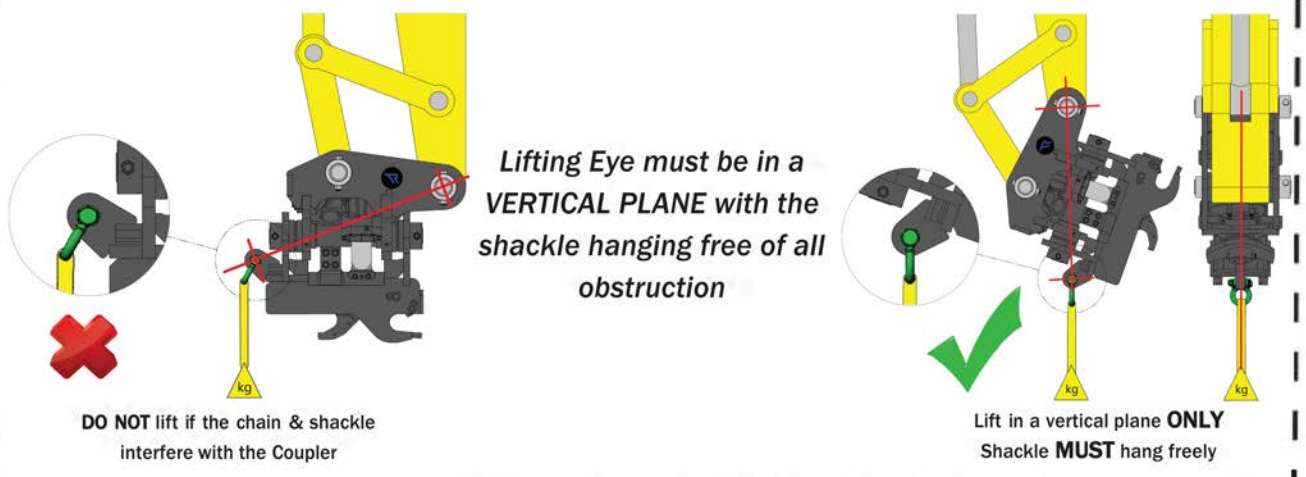 Lifting Eye must be in a
VERTICAL PLANE with the
shackle hanging free of all
obstruction
kg
DO NOT lift if the chain & shackle
interfere with the Coupler
kg
kg
Lift in a vertical plane ONLY
Shackle MUST hang freely